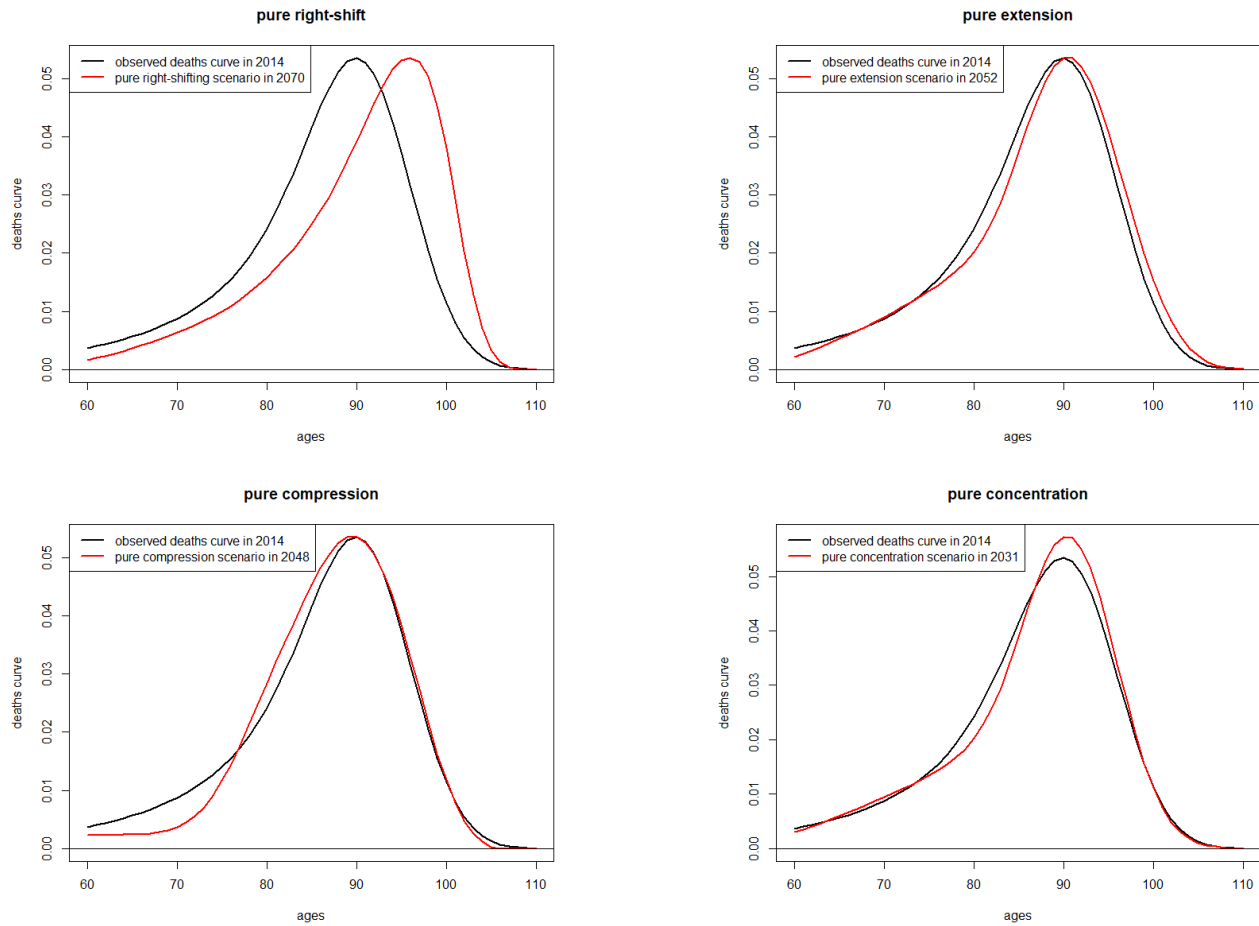 pure right-shift
observed deaths curve in 2014
pure right-shifting scenario in 2070
deaths curve
0.00
0.01
0.02
0.03
0.04
0.05
60
70
80
90
100
110
ages
pure extension
observed deaths curve in 2014
pure extension scenario in 2052
deaths curve
0.00
0.01
0.02
0.03
0.04
0.05
60
70
80
90
100
110
ages
pure compression
observed deaths curve in 2014
pure compression scenario in 2048
deaths curve
0.00
0.01
0.02
0.03
0.04
0.05
60
70
80
90
100
110
ages
pure concentration
observed deaths curve in 2014
pure concentration scenario in 2031
deaths curve
0.00
0.01
0.02
0.03
0.04
0.05
60
70
80
90
100
110
ages